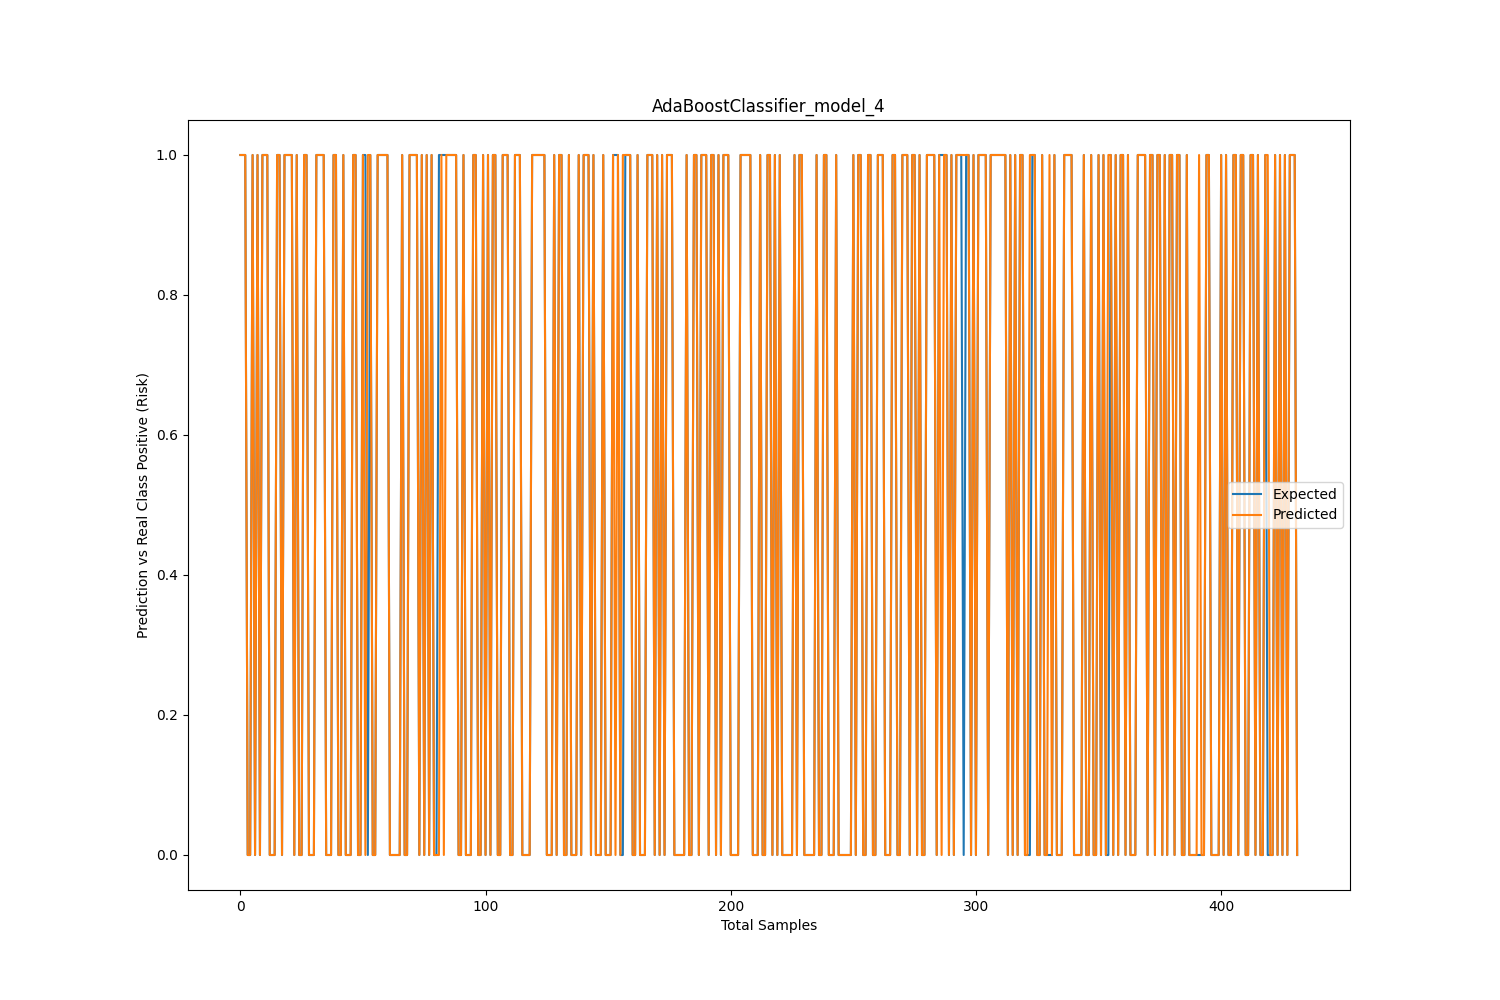 AdaBoostClassifier_model_4
1.0
0.8
0.6
0.4
0.2
0.0
Prediction vs Real Class Positive (Risk)
Expected
Predicted
0
100
200
300
400
Total Samples